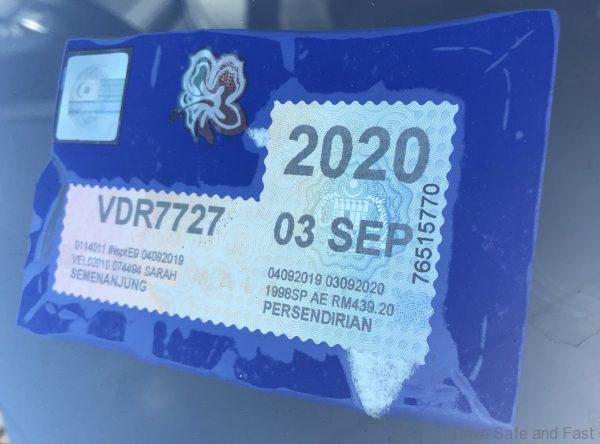 2020
VDR7727
03 SEP
0114011 04092019
VEL02010 074494 SARAH
SEMENANJUNG
04092019 03092020
1998SP AE RM439.20
PERSENDIRIAN
76515770
Drive Safe and Fast